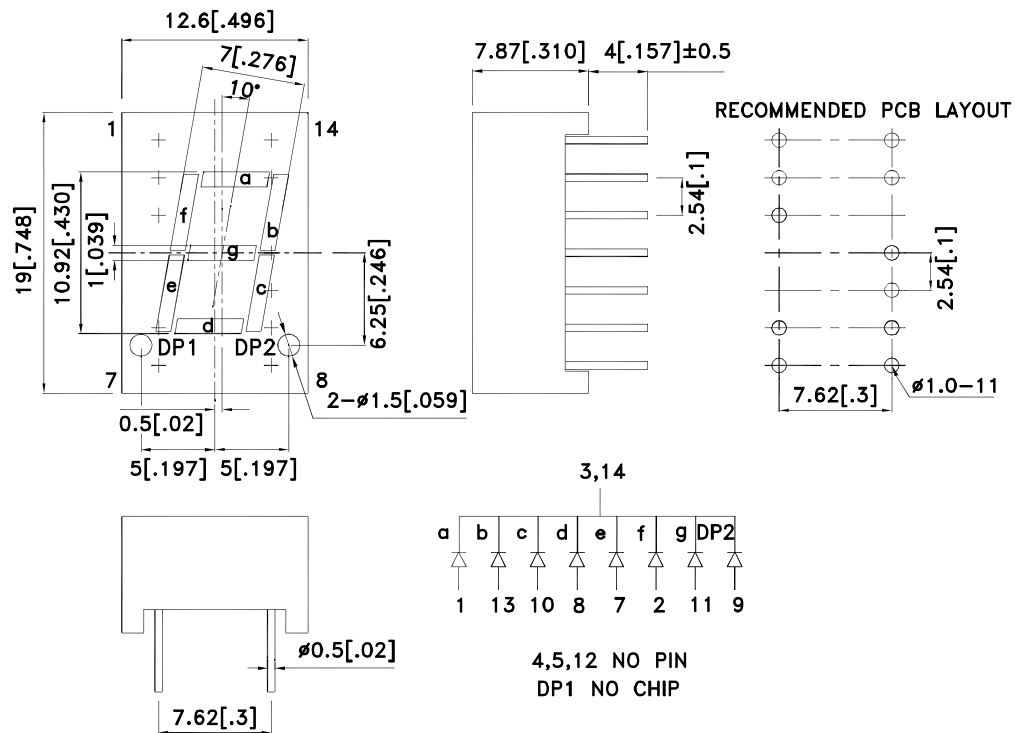 12.6[.496]
7[.276]
10°
1
14
a
f
b
g
e
c
d
DP1
DP2
7
8
19[.748]
10.92[.430]
1[.039]
6.25[.246]
2-ø1.5[.059]
0.5[.02]
5[.197]
5[.197]
7.87[.310]
4[.157]±0.5
2.54[.1]
RECOMMENDED PCB LAYOUT
2.54[.1]
7.62[.3]
ø1.0-11
ø0.5[.02]
7.62[.3]
3,14
a b c d e f g DP2
1 13 10 8 7 2 11 9
4,5,12 NO PIN
DP1 NO CHIP